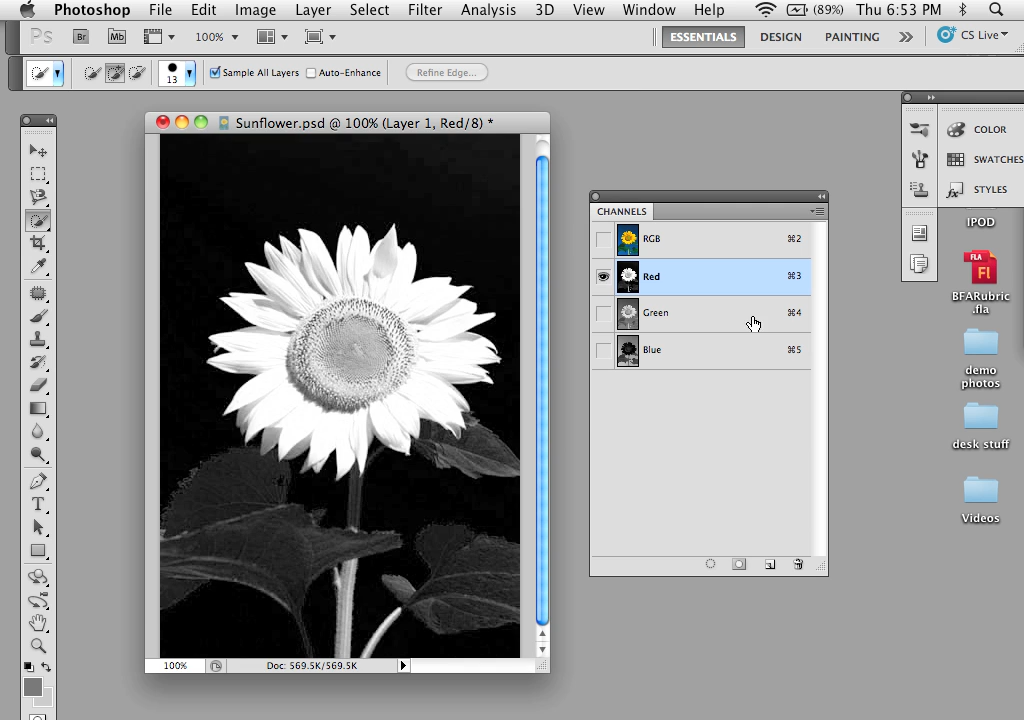 Photoshop File Edit Image Layer Select Filter Analysis 3D View Window Help (89%) Thu 6:53 PM
Ps Br Mb 100% ESSENTIALS DESIGN PAINTING CS Live
13 Sample All Layers Auto-Enhance Refine Edge...
Sunflower.psd @ 100% (Layer 1, Red/8) *
CHANNELS
RGB ⌘2
Red ⌘3
Green ⌘4
Blue ⌘5
100% Doc: 569.5K/569.5K
COLOR
SWATCHES
fx STYLES
IPOD
FLA
Fl
BFARubric
.fla
demo
photos
desk stuff
Videos
T